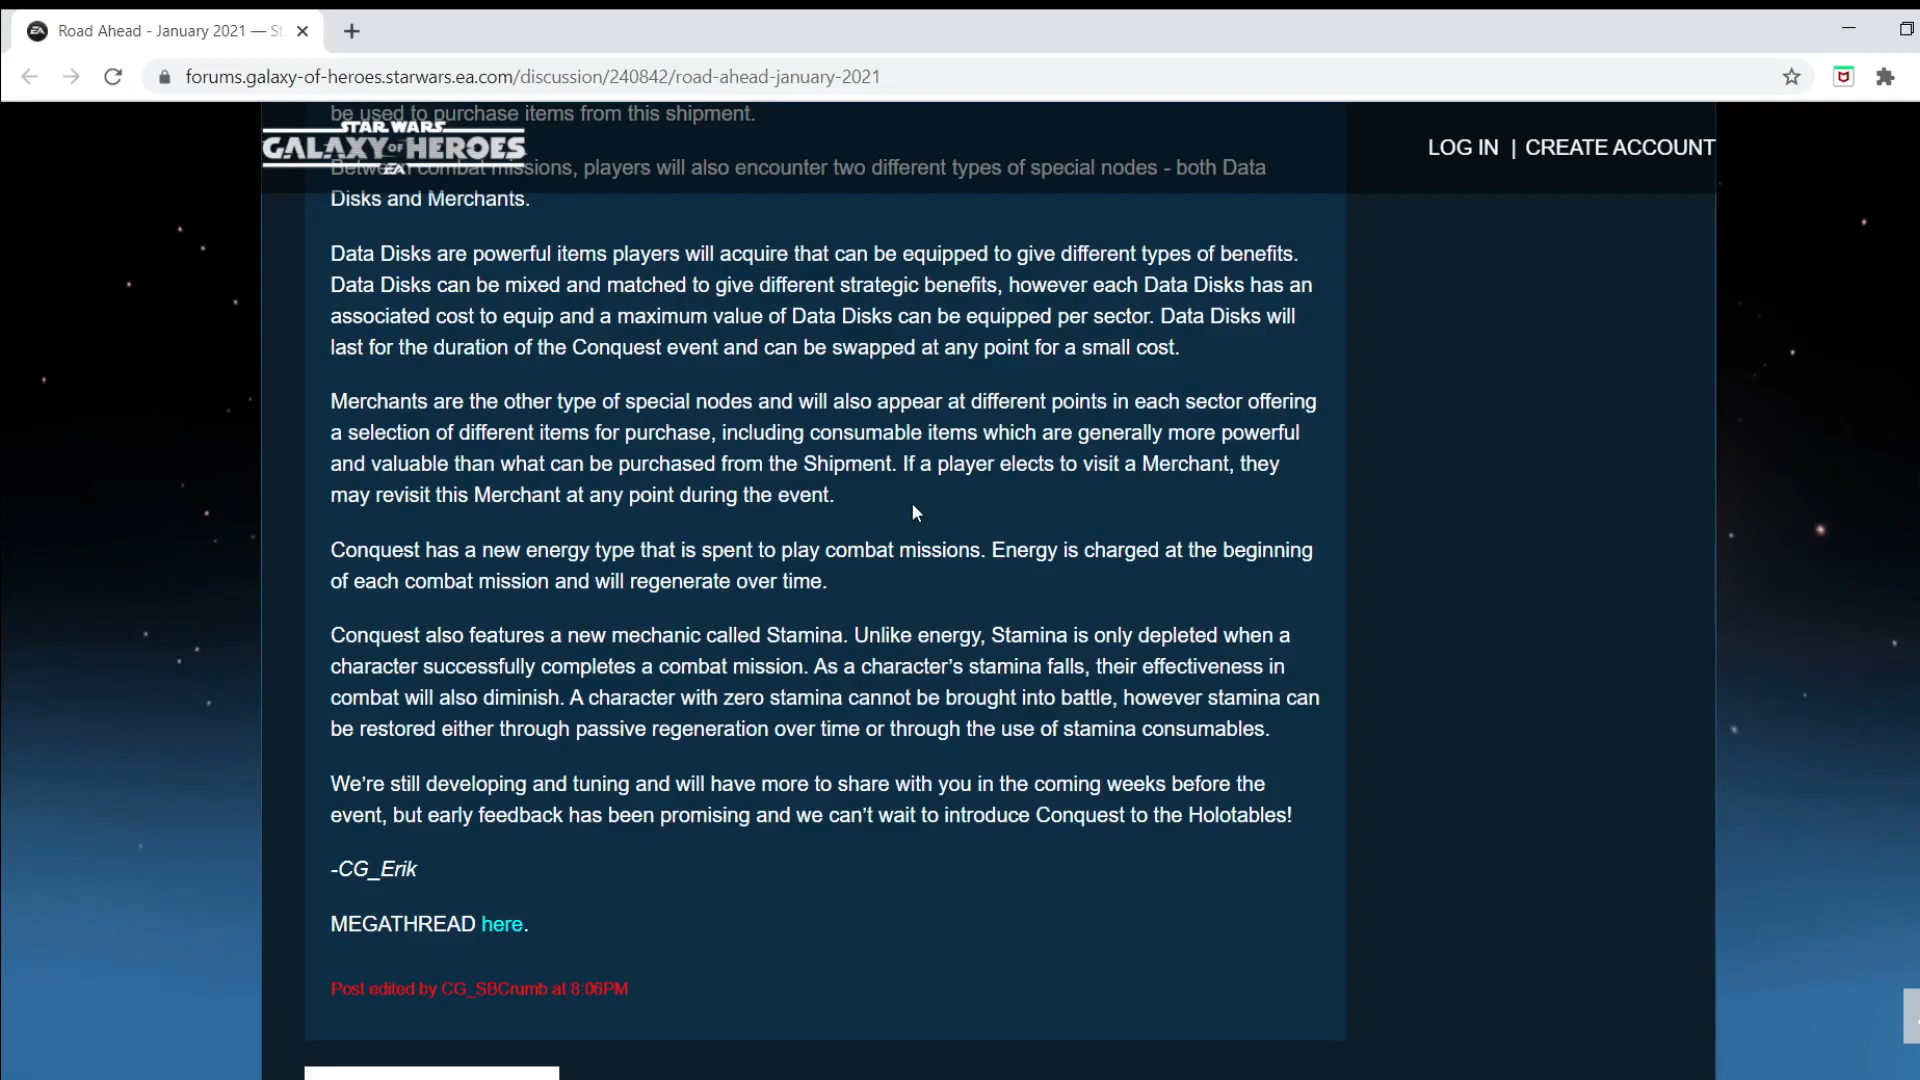 Road Ahead - January 2021 — St
forums.galaxy-of-heroes.starwars.ea.com/discussion/240842/road-ahead-january-2021
be used to purchase items from this shipment.
STAR WARS
GALAXY OF HEROES
EA
LOG IN | CREATE ACCOUNT
Between combat missions, players will also encounter two different types of special nodes - both Data
Disks and Merchants.
Data Disks are powerful items players will acquire that can be equipped to give different types of benefits.
Data Disks can be mixed and matched to give different strategic benefits, however each Data Disks has an
associated cost to equip and a maximum value of Data Disks can be equipped per sector. Data Disks will
last for the duration of the Conquest event and can be swapped at any point for a small cost.
Merchants are the other type of special nodes and will also appear at different points in each sector offering
a selection of different items for purchase, including consumable items which are generally more powerful
and valuable than what can be purchased from the Shipment. If a player elects to visit a Merchant, they
may revisit this Merchant at any point during the event.
Conquest has a new energy type that is spent to play combat missions. Energy is charged at the beginning
of each combat mission and will regenerate over time.
Conquest also features a new mechanic called Stamina. Unlike energy, Stamina is only depleted when a
character successfully completes a combat mission. As a character's stamina falls, their effectiveness in
combat will also diminish. A character with zero stamina cannot be brought into battle, however stamina can
be restored either through passive regeneration over time or through the use of stamina consumables.
We're still developing and tuning and will have more to share with you in the coming weeks before the
event, but early feedback has been promising and we can't wait to introduce Conquest to the Holotables!
-CG_Erik
MEGATHREAD here.
Post edited by CG_SBCrumb at 8:06PM